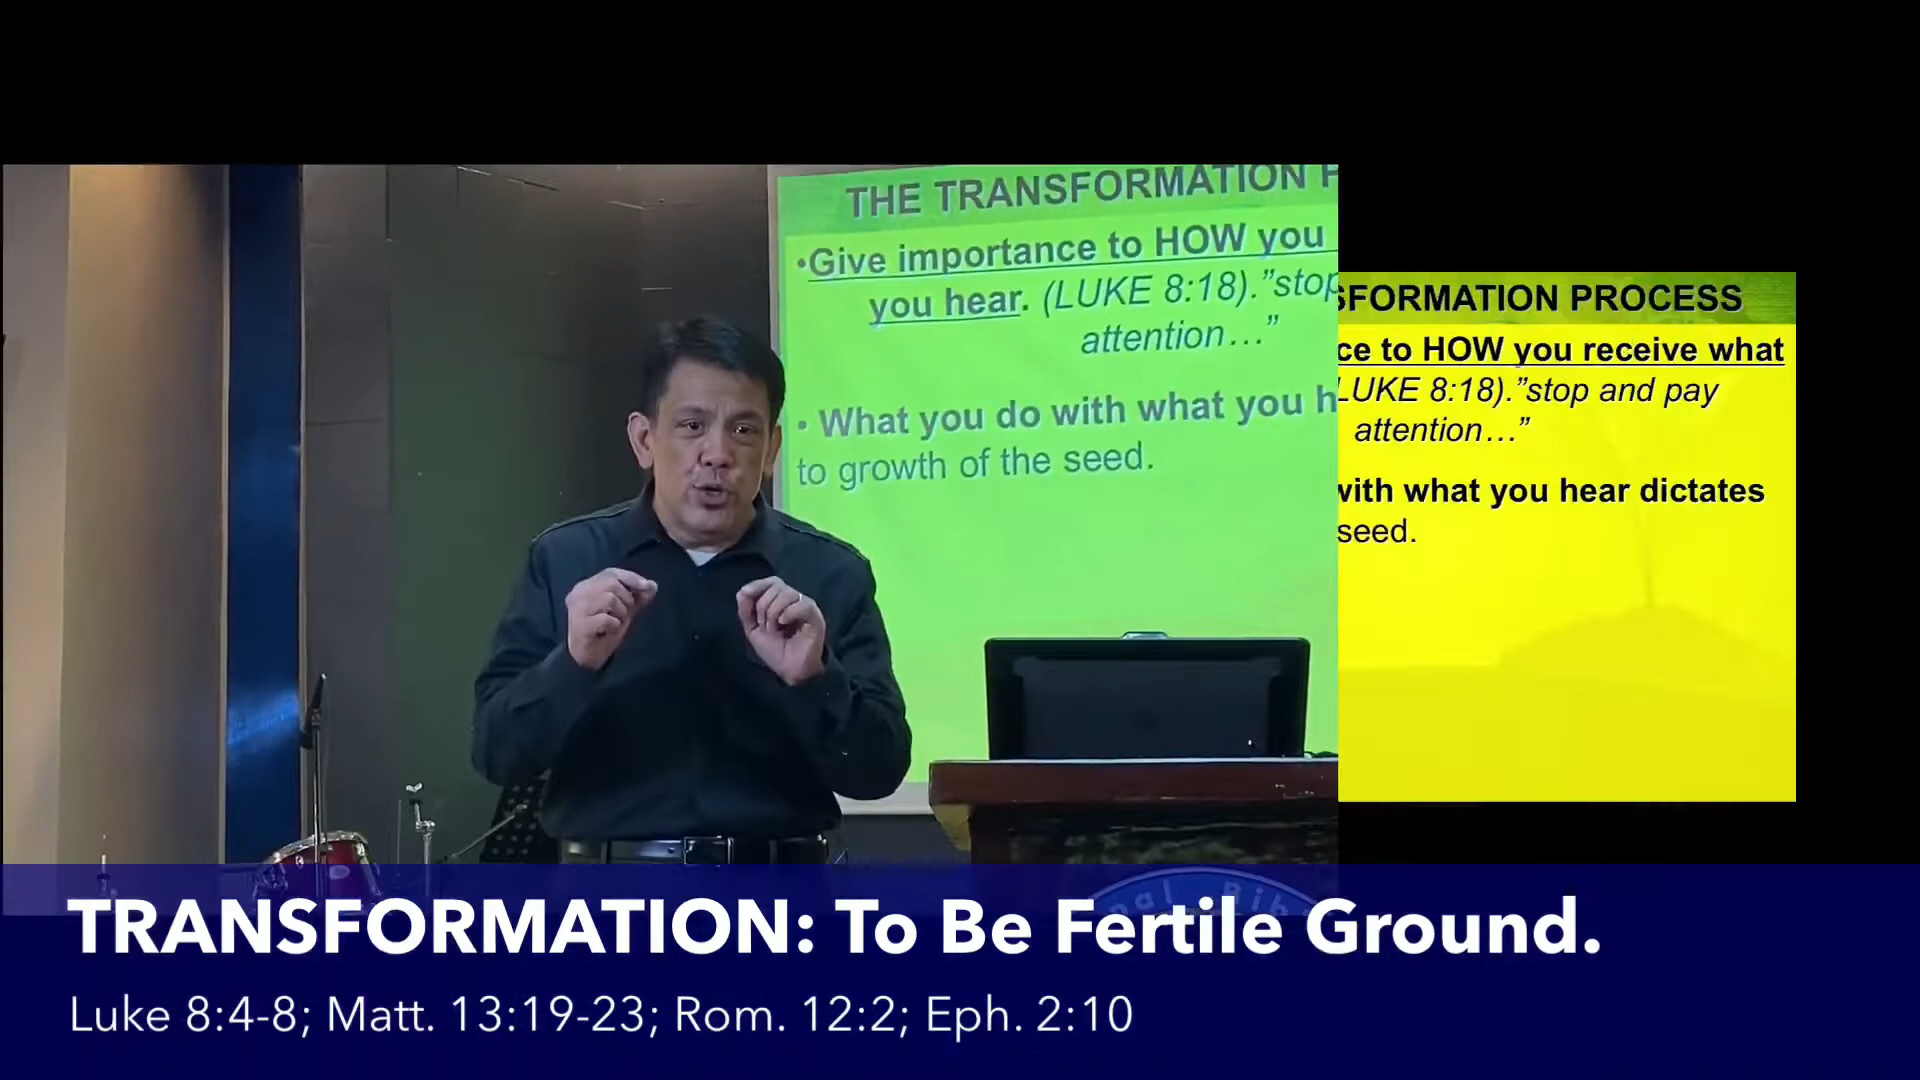 THE TRANSFORMATION P
•Give importance to HOW you
you hear. (LUKE 8:18).”stop
attention…”
• What you do with what you h
to growth of the seed.
SFORMATION PROCESS
ce to HOW you receive what
LUKE 8:18).”stop and pay
attention…”
with what you hear dictates
seed.
nal Bib
TRANSFORMATION: To Be Fertile Ground.
Luke 8:4-8; Matt. 13:19-23; Rom. 12:2; Eph. 2:10